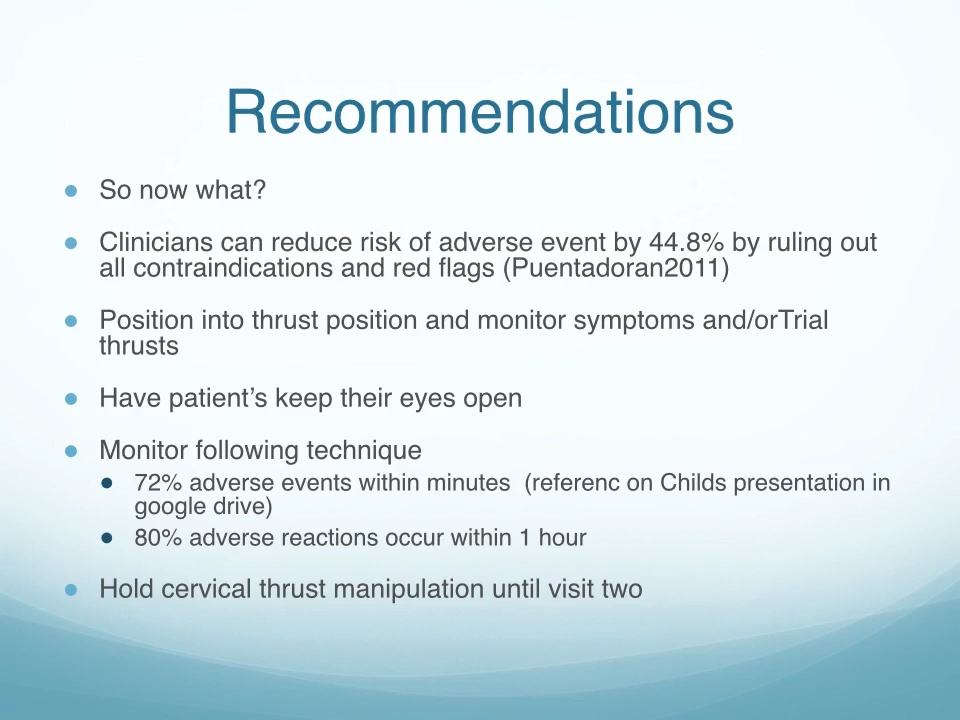 Recommendations
So now what?
Clinicians can reduce risk of adverse event by 44.8% by ruling out
all contraindications and red flags (Puentadoran2011)
Position into thrust position and monitor symptoms and/orTrial
thrusts
Have patient’s keep their eyes open
Monitor following technique
72% adverse events within minutes  (referenc on Childs presentation in
google drive)
80% adverse reactions occur within 1 hour
Hold cervical thrust manipulation until visit two